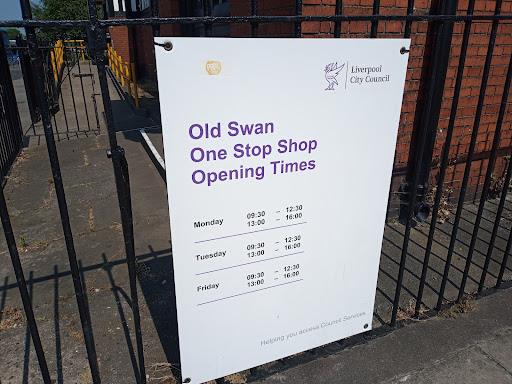 Liverpool
City Council
Old Swan
One Stop Shop
Opening Times
Monday 09:30 – 12:30
13:00 – 16:00
Tuesday 09:30 – 12:30
13:00 – 16:00
Friday 09:30 – 12:30
13:00 – 16:00
Helping you access Council Services